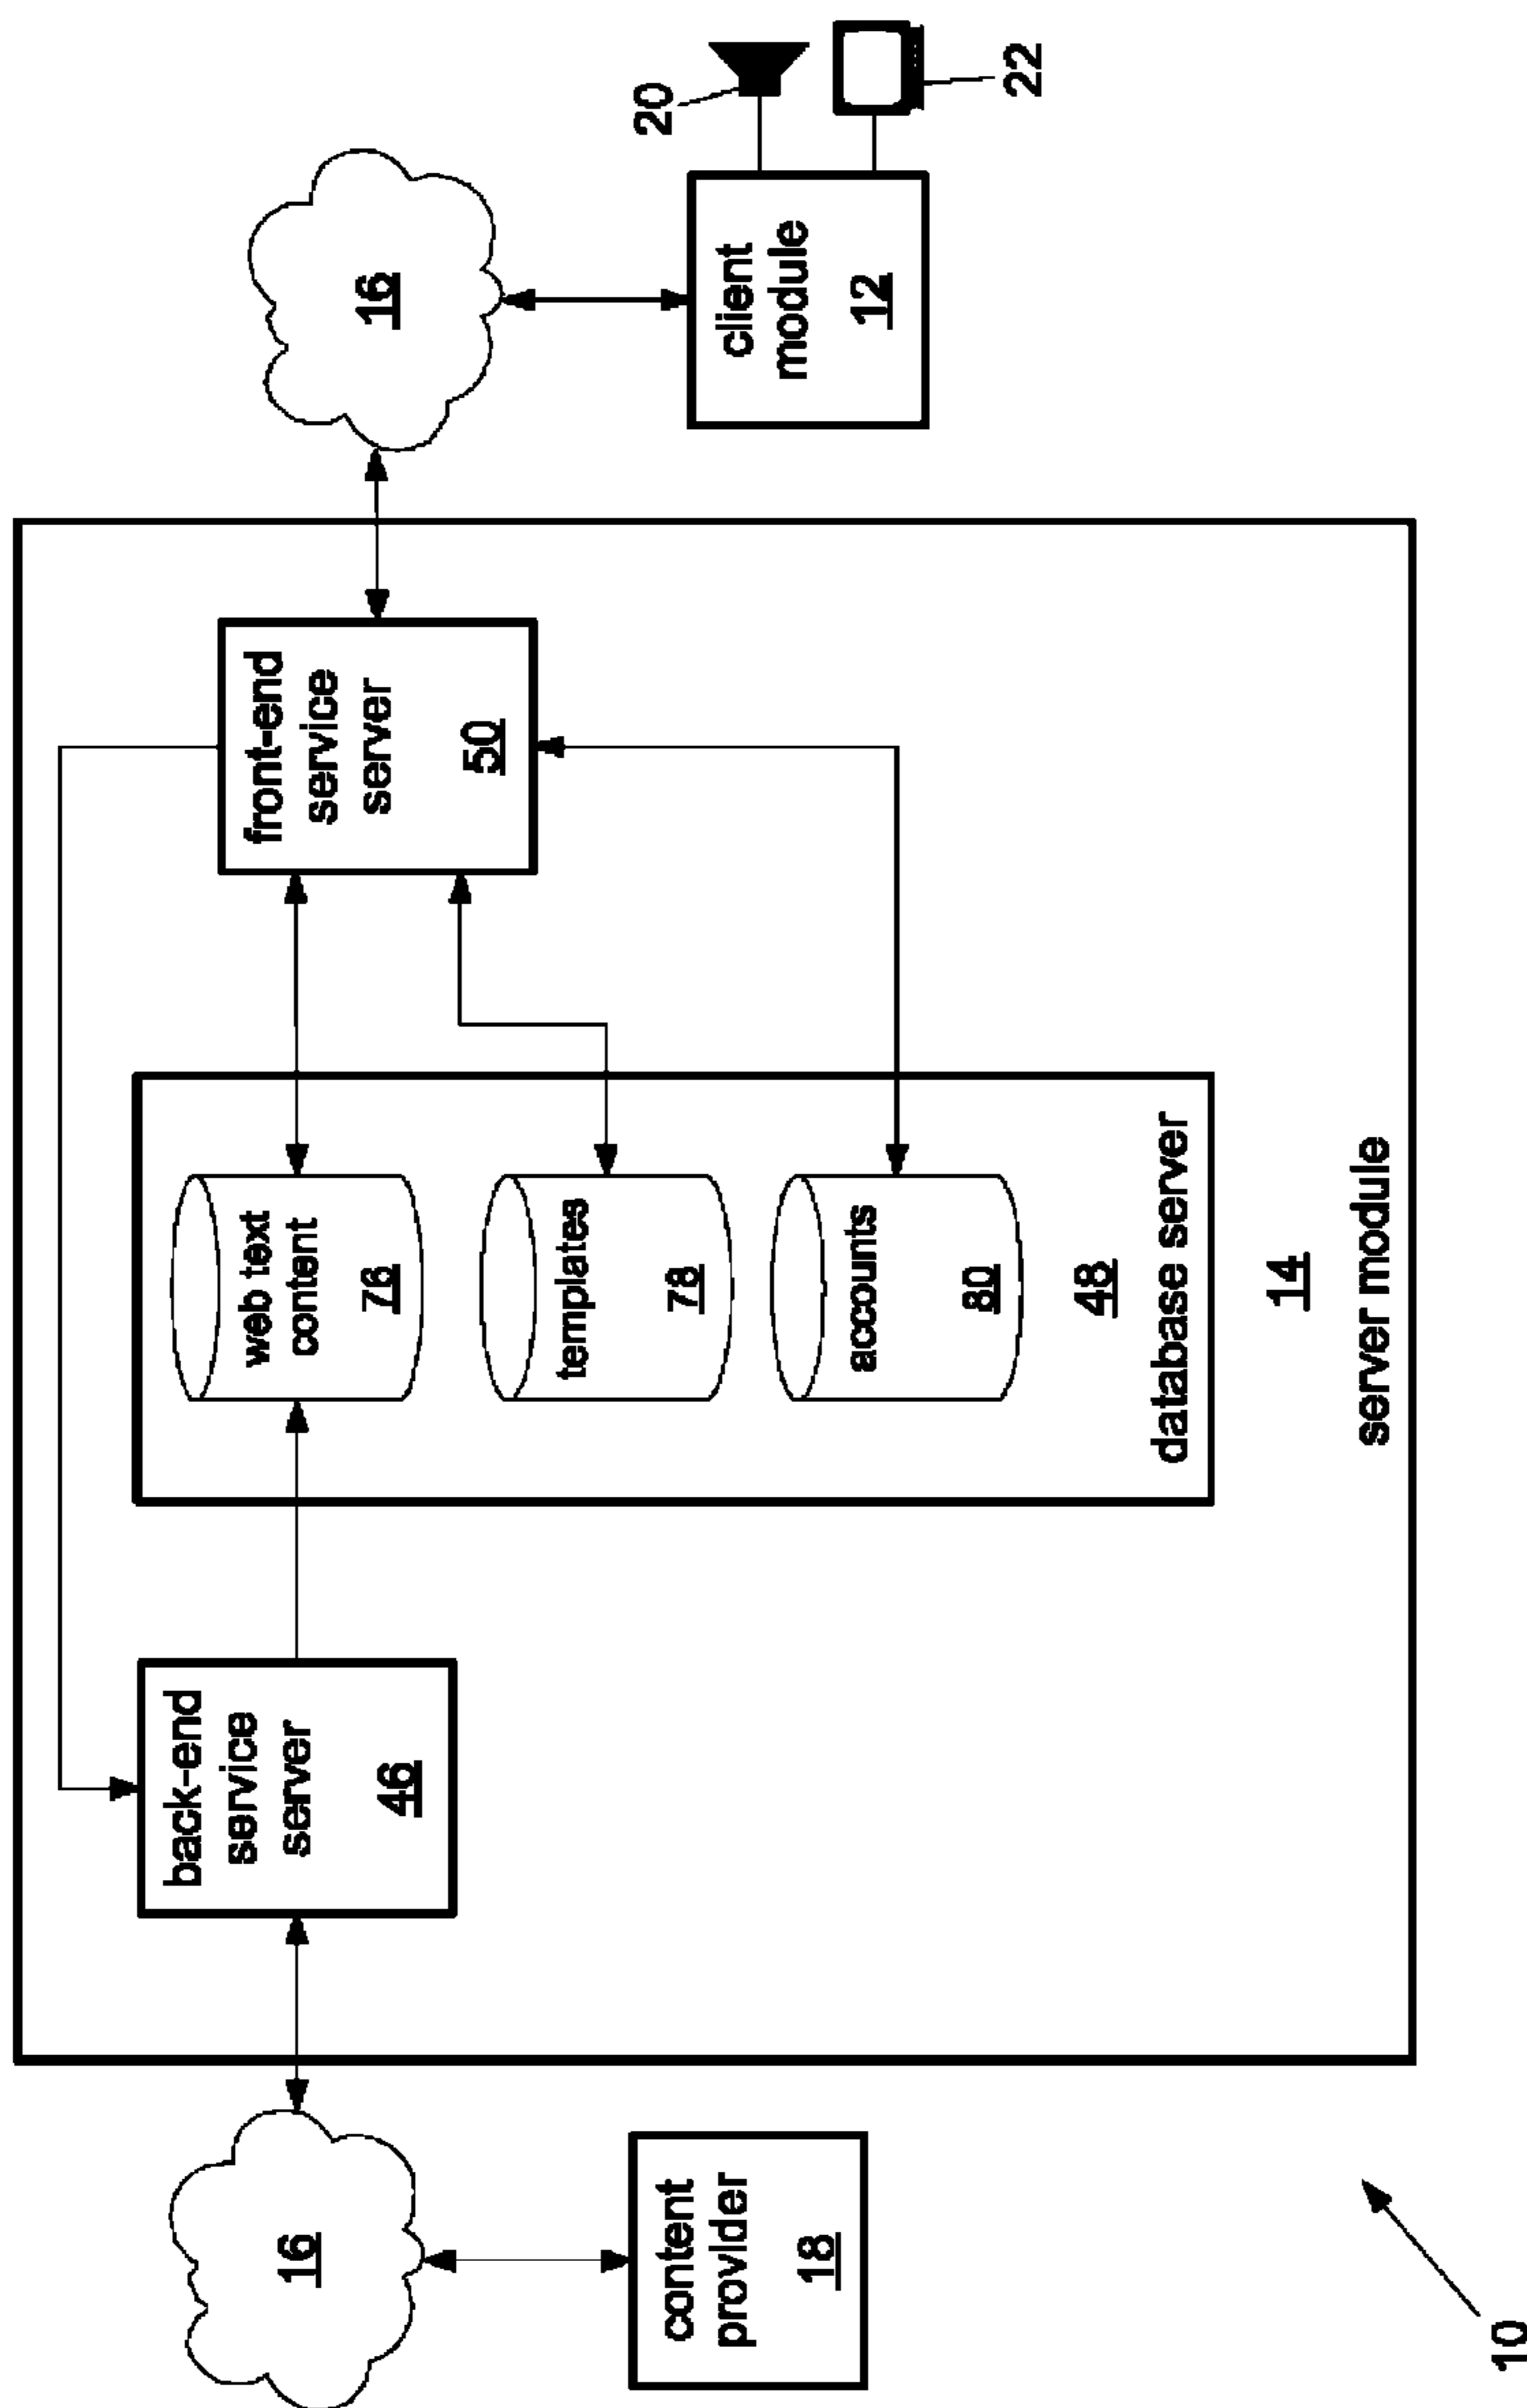 16
content
provider
18
10
back-end
service
server
46
web text
content
76
templates
78
accounts
80
48
database server
14
server module
front-end
service
server
50
16
client
module
12
20
22